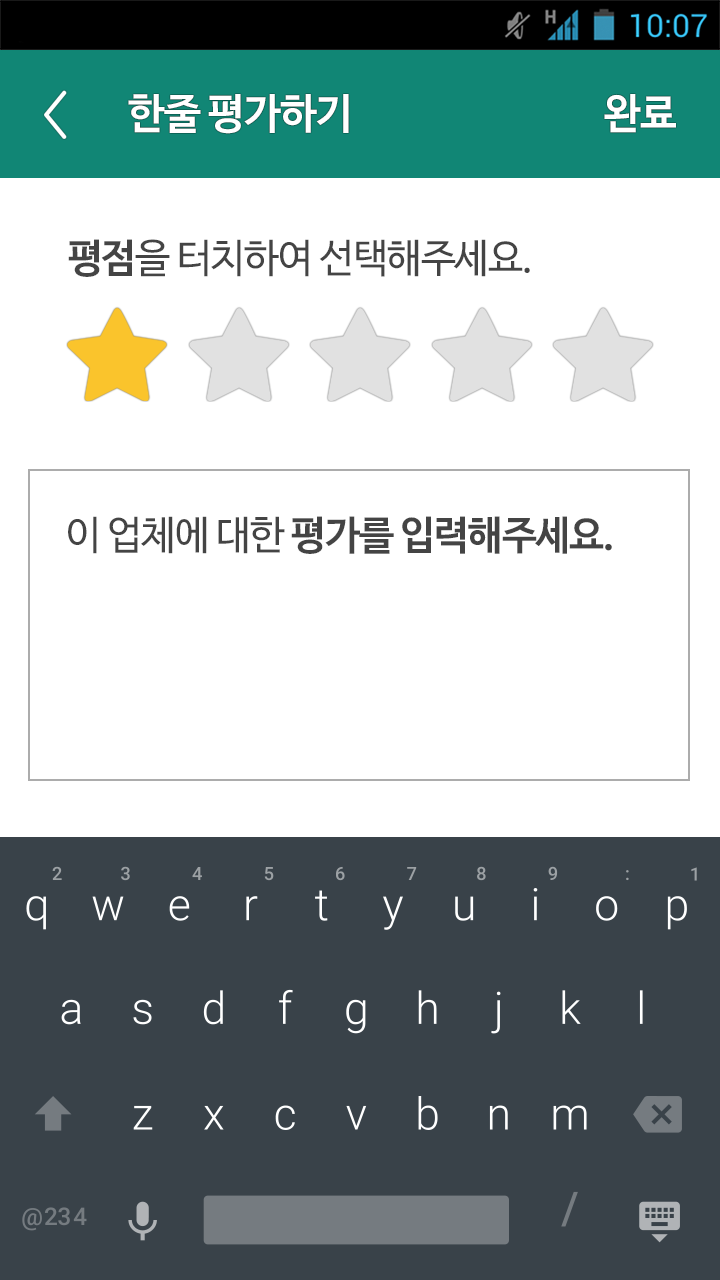 H 10:07
한줄 평가하기 완료
평점을 터치하여 선택해주세요.
이 업체에 대한 평가를 입력해주세요.
2 3 4 5 6 7 8 9 : 1
q w e r t y u i o p
a s d f g h j k l
z x c v b n m
@234 /